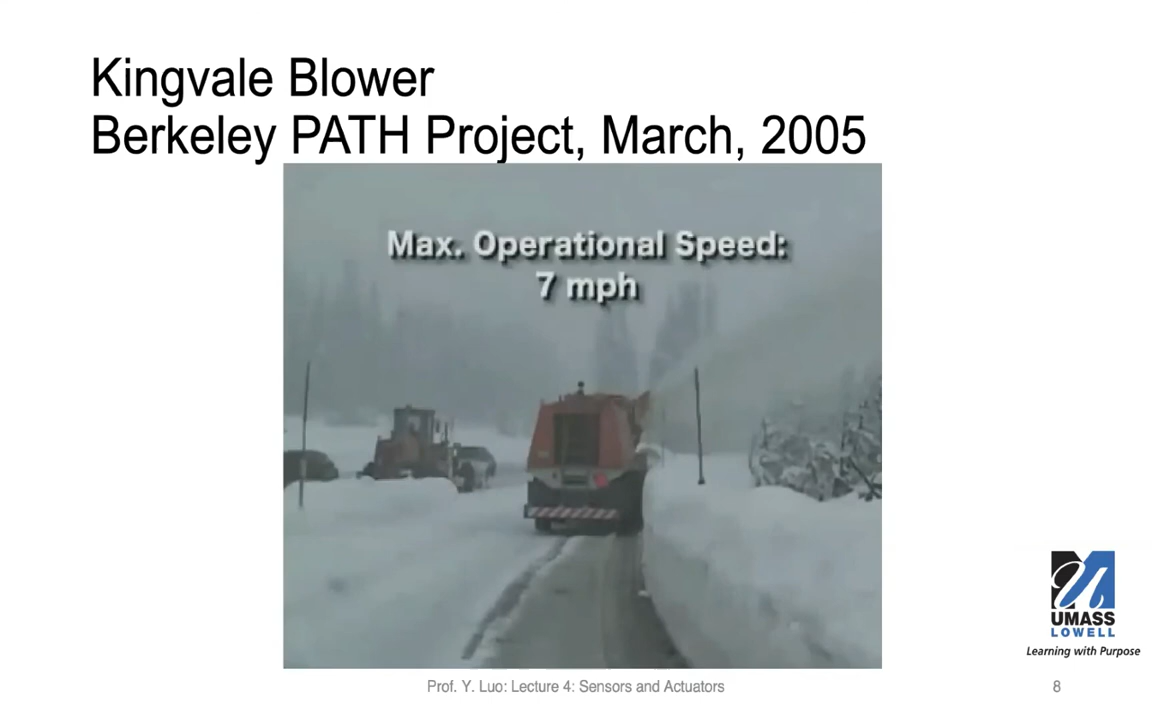 Kingvale Blower
Berkeley PATH Project, March, 2005
Max. Operational Speed:
7 mph
UMASS
LOWELL
Learning with Purpose
Prof. Y. Luo: Lecture 4: Sensors and Actuators
8